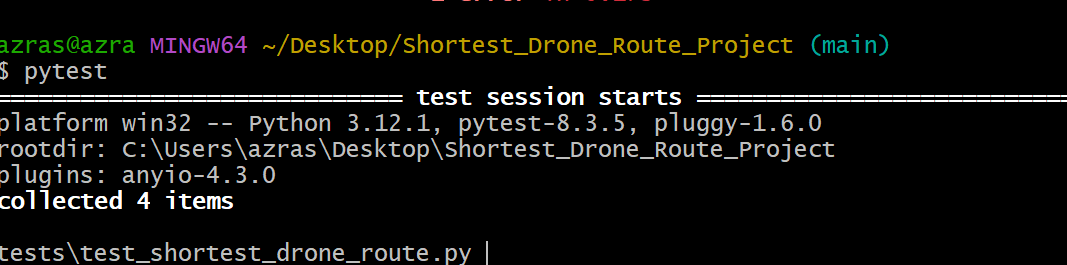 azras@azra MINGW64 ~/Desktop/Shortest_Drone_Route_Project (main)
$ pytest
============================= test session starts ==========================
platform win32 -- Python 3.12.1, pytest-8.3.5, pluggy-1.6.0
rootdir: C:\Users\azras\Desktop\Shortest_Drone_Route_Project
plugins: anyio-4.3.0
collected 4 items
tests\test_shortest_drone_route.py